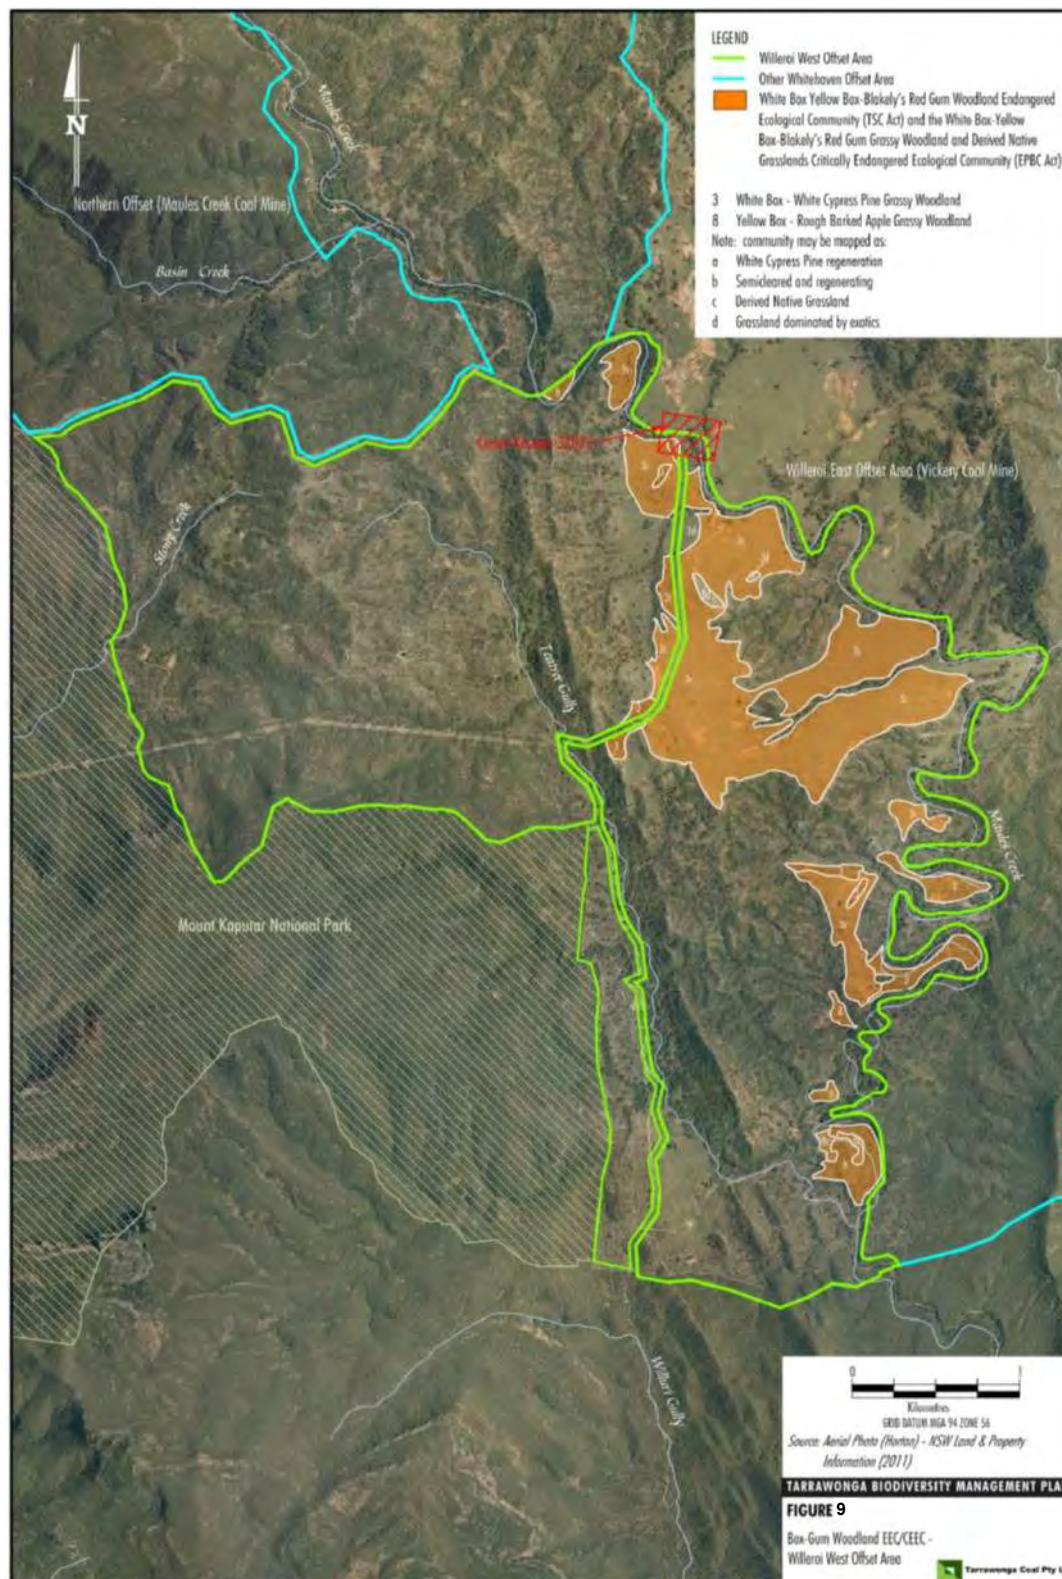 LEGEND
Willeroi West Offset Area
Other Whitehaven Offset Area
White Box Yellow Box-Blakely's Red Gum Woodland Endangered
Ecological Community (TSC Act) and the White Box-Yellow
Box-Blakely's Red Gum Grassy Woodland and Derived Native
Grasslands Critically Endangered Ecological Community (EPBC Act)
3 White Box - White Cypress Pine Grassy Woodland
8 Yellow Box - Rough Barked Apple Grassy Woodland
Note: community may be mapped as:
a White Cypress Pine regeneration
b Semicleared and regenerating
c Derived Native Grassland
d Grassland dominated by exotics
N
Maules Creek
Northern Offset (Maules Creek Coal Mine)
Basin Creek
Willeroi East Offset Area (Vickery Coal Mine)
Stony Creek
Teatree Gully
Maules Creek
Mount Kaputar National Park
Willuri Gully
0 1
Kilometres
GRID DATUM MGA 94 ZONE 56
Source: Aerial Photo (Horton) - NSW Land & Property
Information (2011)
TARRAWONGA BIODIVERSITY MANAGEMENT PLA
FIGURE 9
Box-Gum Woodland EEC/CEEC -
Willeroi West Offset Area
Tarrawonga Coal Pty L